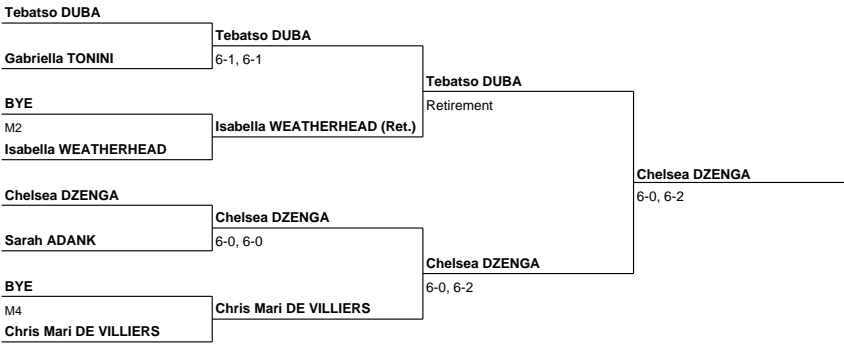 Tebatso DUBA
Tebatso DUBA
Gabriella TONINI
6-1, 6-1
Tebatso DUBA
BYE
Retirement
M2
Isabella WEATHERHEAD (Ret.)
Isabella WEATHERHEAD
Chelsea DZENGA
Chelsea DZENGA
6-0, 6-2
Chelsea DZENGA
Sarah ADANK
6-0, 6-0
Chelsea DZENGA
BYE
6-0, 6-2
M4
Chris Mari DE VILLIERS
Chris Mari DE VILLIERS